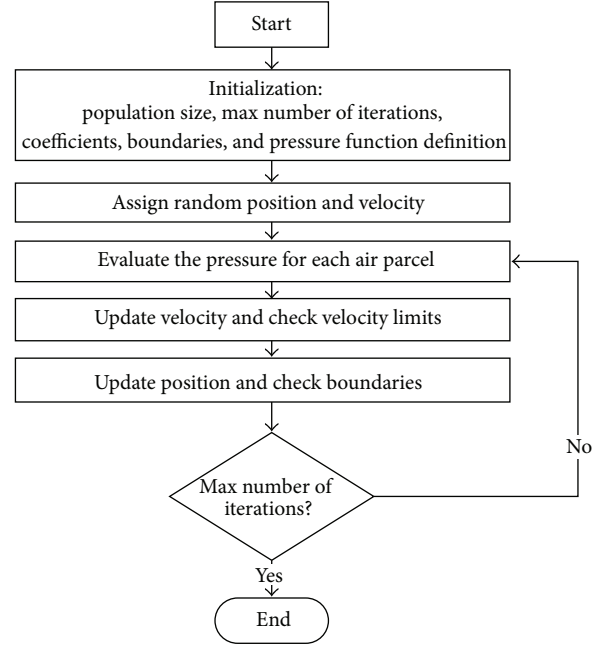 Start
Initialization:
population size, max number of iterations,
coefficients, boundaries, and pressure function definition
Assign random position and velocity
Evaluate the pressure for each air parcel
Update velocity and check velocity limits
Update position and check boundaries
Max number of
iterations?
No
Yes
End